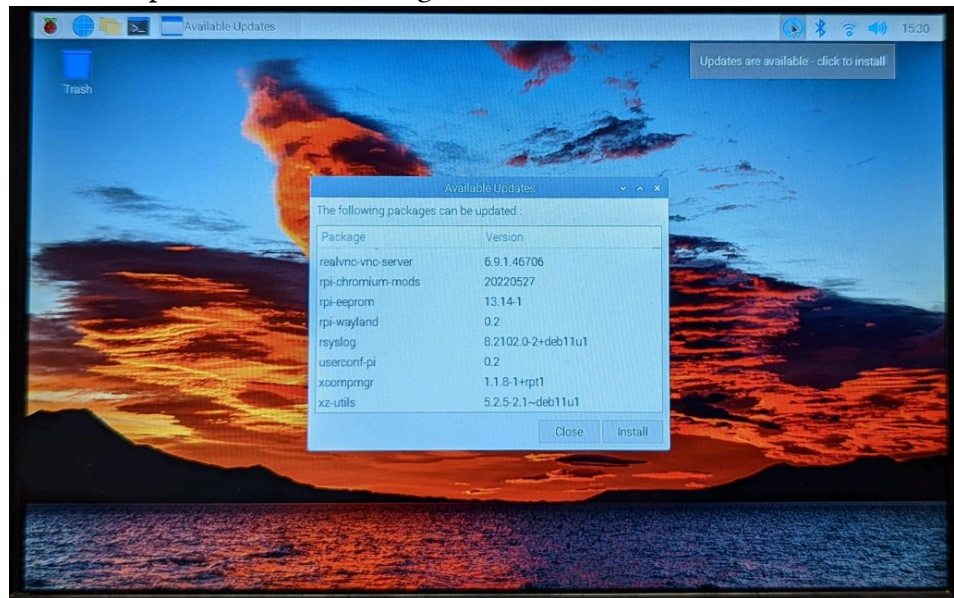 Available Updates
15:30
Updates are available - click to install
Trash
Available Updates
The following packages can be updated :
Package Version
realvnc-vnc-server 6.9.1.46706
rpi-chromium-mods 20220527
rpi-eeprom 13.14-1
rpi-wayland 0.2
rsyslog 8.2102.0-2+deb11u1
userconf-pi 0.2
xcompmgr 1.1.8-1+rpt1
xz-utils 5.2.5-2.1~deb11u1
Close Install